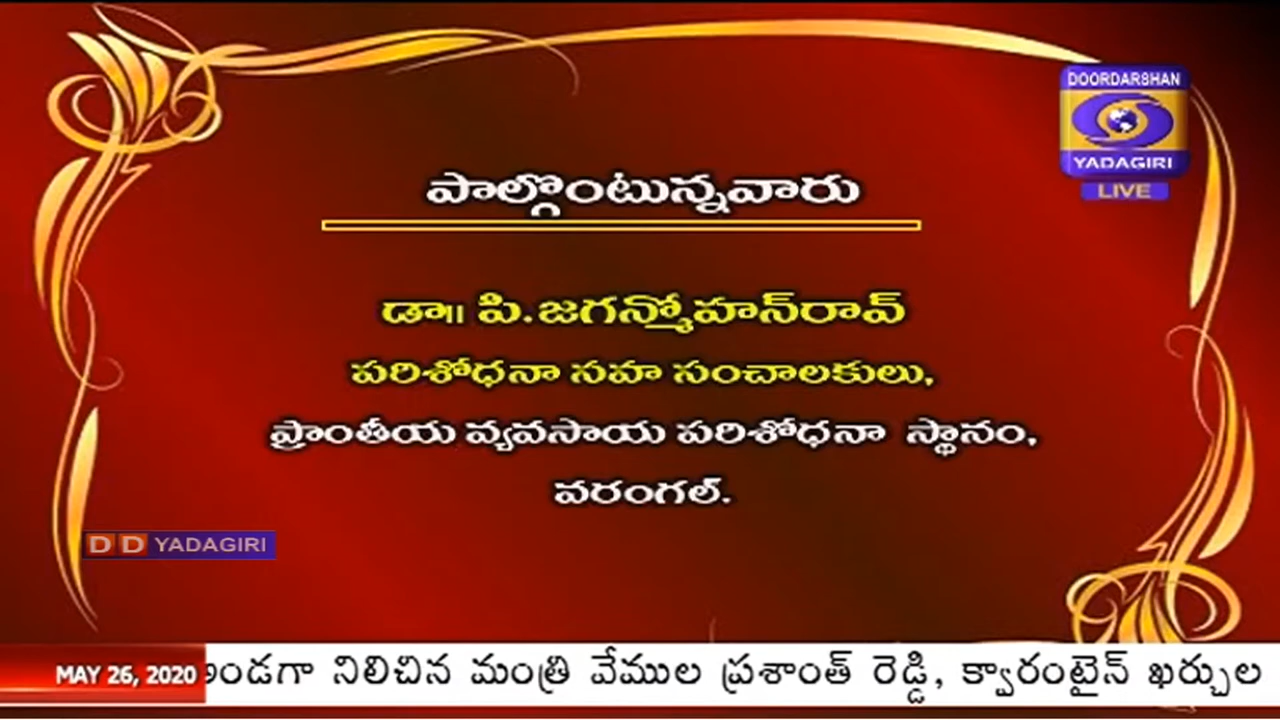 DOORDARSHAN
YADAGIRI
LIVE
పాల్గొంటున్నవారు
డా॥ పి.జగన్మోహన్‌రావ్
పరిశోధనా సహ సంచాలకులు,
ప్రాంతీయ వ్యవసాయ పరిశోధనా స్థానం,
వరంగల్.
DD YADAGIRI
MAY 26, 2020 అండగా నిలిచిన మంత్రి వేముల ప్రశాంత్ రెడ్డి, క్వారంటైన్ ఖర్చుల